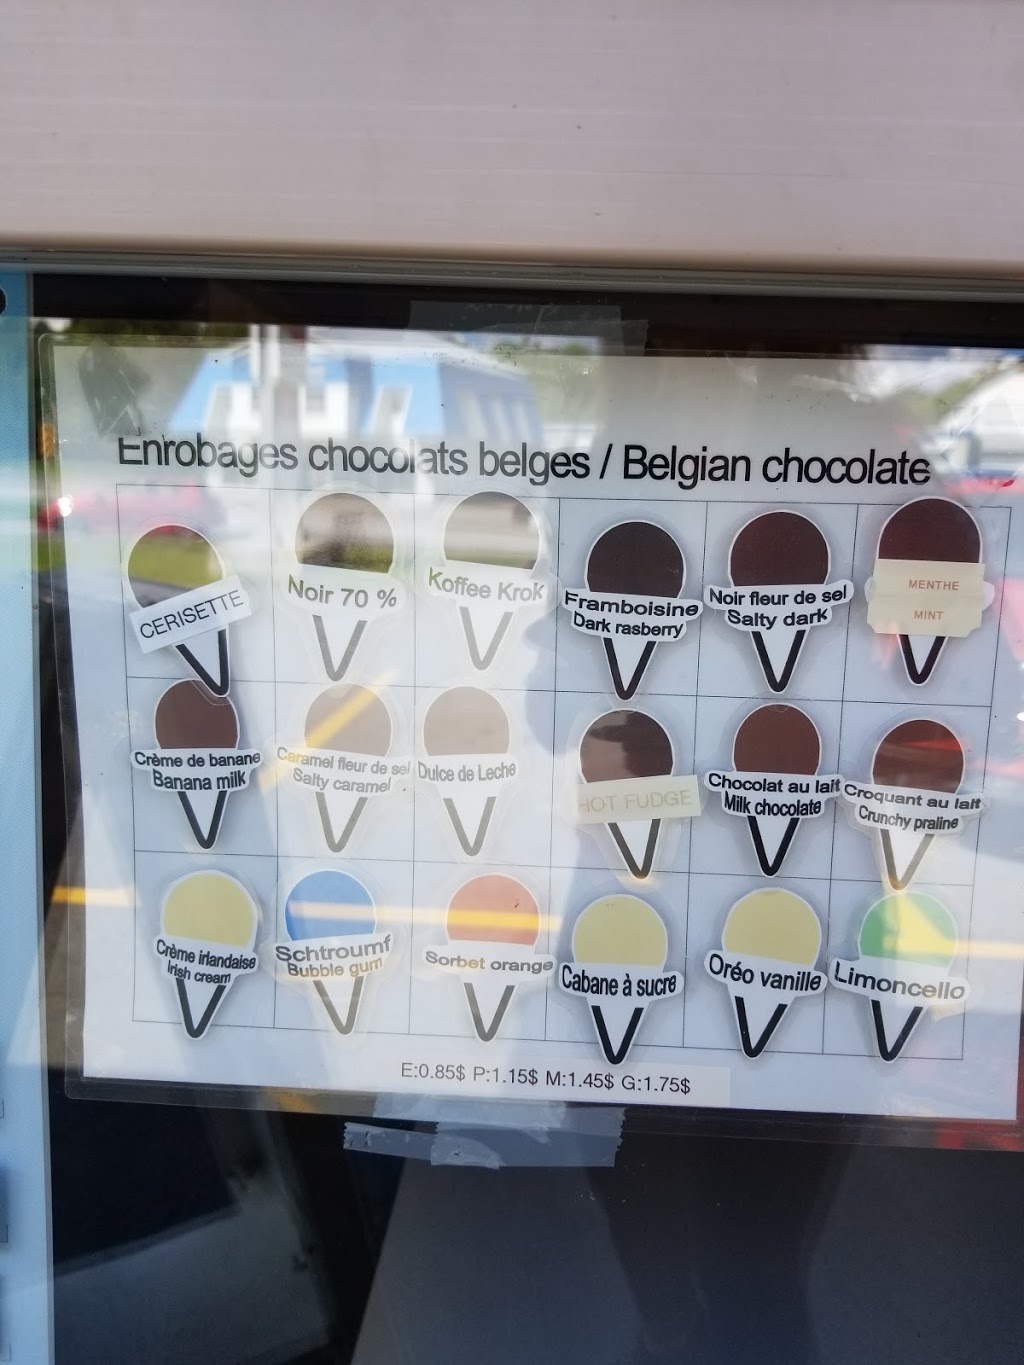 Enrobages chocolats belges / Belgian chocolate
CERISETTE
Noir 70 %
Koffee Krok
Framboisine
Dark rasberry
Noir fleur de sel
Salty dark
MENTHE
MINT
Crème de banane
Banana milk
Caramel fleur de sel
Salty caramel
Dulce de Leche
HOT FUDGE
Chocolat au lait
Milk chocolate
Croquant au lait
Crunchy praline
Crème irlandaise
Irish cream
Schtroumf
Bubble gum
Sorbet orange
Cabane à sucre
Oréo vanille
Limoncello
E:0.85$ P:1.15$ M:1.45$ G:1.75$